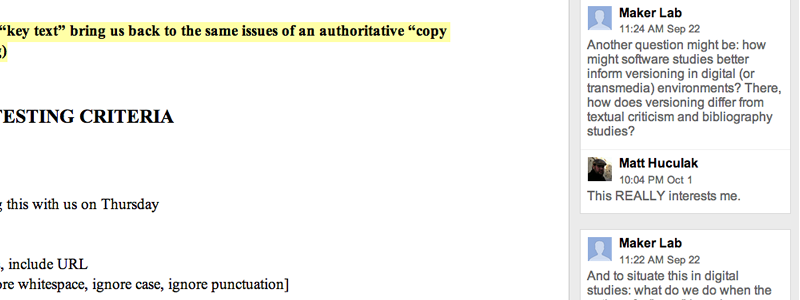 “key text” bring us back to the same issues of an authoritative “copy
)
TESTING CRITERIA
this with us on Thursday
, include URL
ore whitespace, ignore case, ignore punctuation]
Maker Lab
11:24 AM Sep 22
Another question might be: how
might software studies better
inform versioning in digital (or
transmedia) environments? There,
how does versioning differ from
textual criticism and bibliography
studies?
Matt Huculak
10:04 PM Oct 1
This REALLY interests me.
Maker Lab
11:22 AM Sep 22
And to situate this in digital
studies: what do we do when the